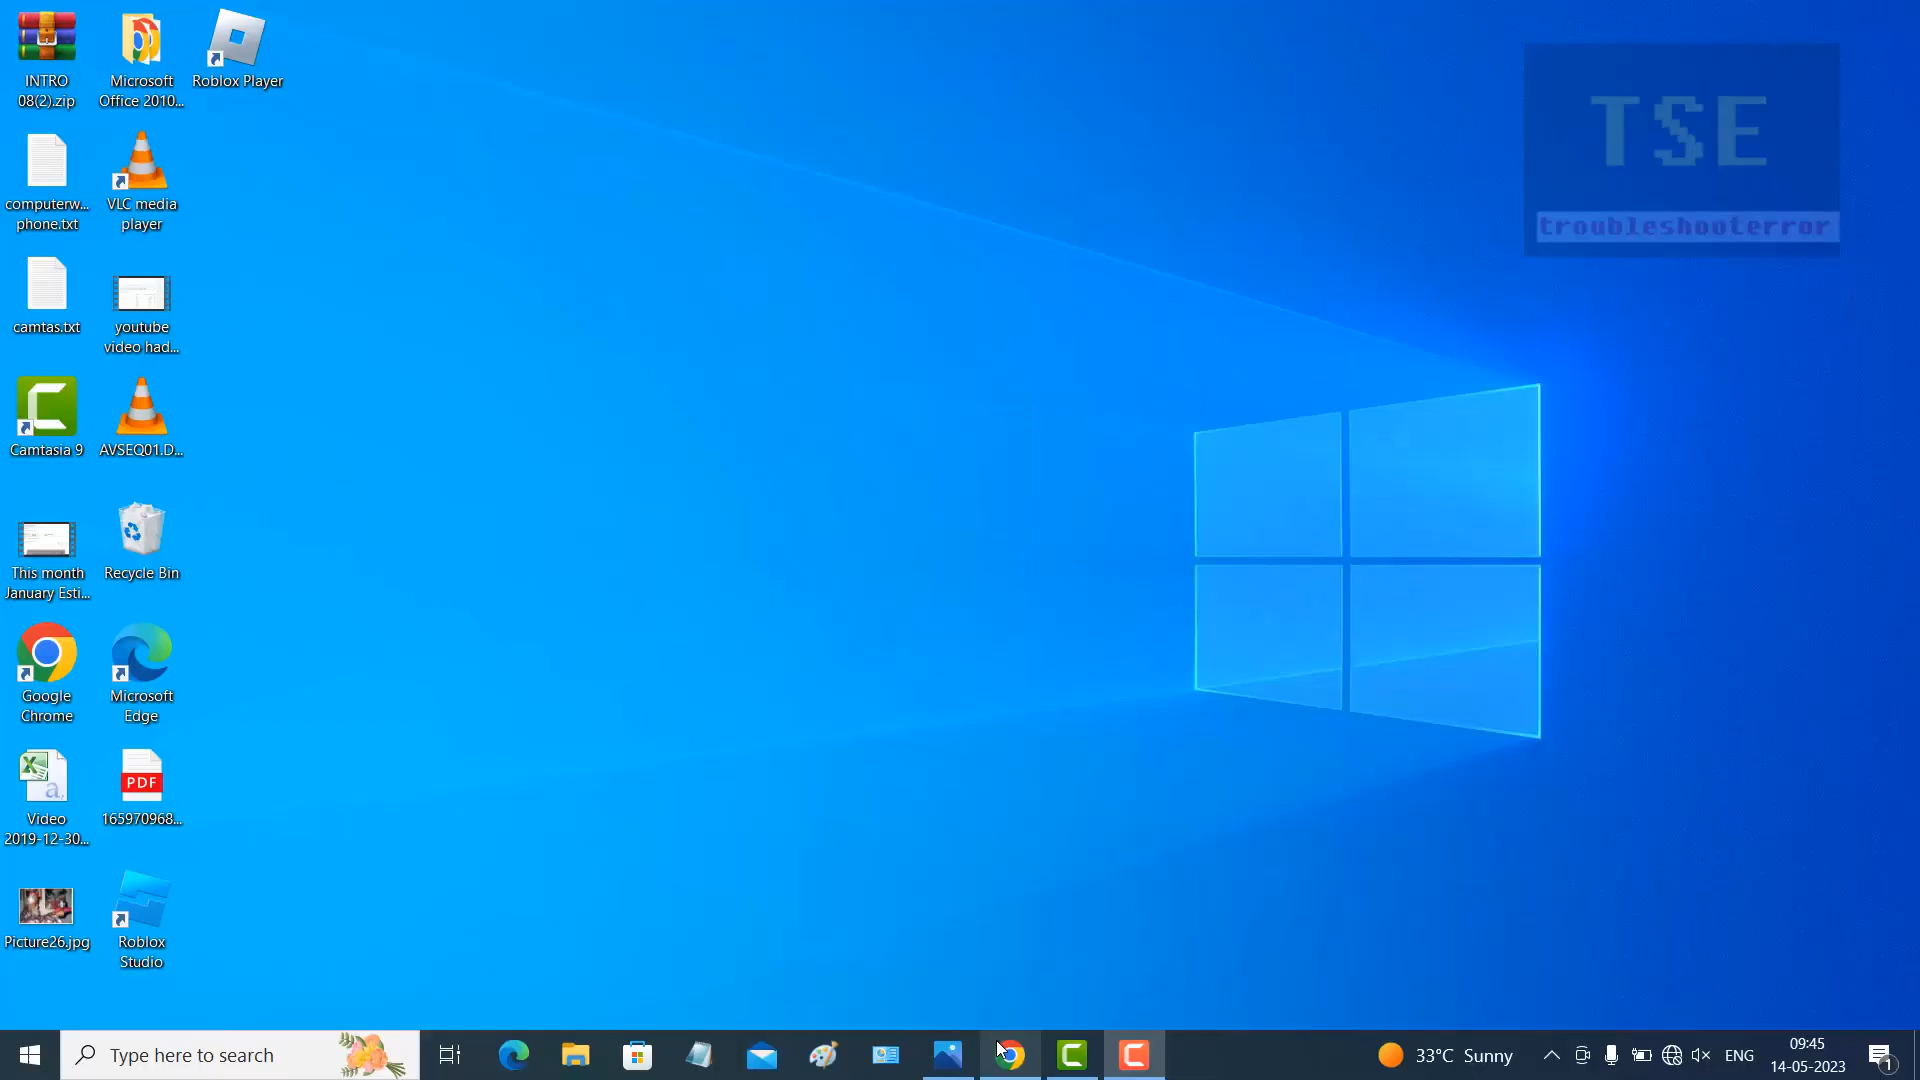 INTRO
08(2).zip
Microsoft
Office 2010...
Roblox Player
computerw...
phone.txt
VLC media
player
camtas.txt
youtube
video had...
Camtasia 9
AVSEQ01.D...
This month
January Esti...
Recycle Bin
Google
Chrome
Microsoft
Edge
Video
2019-12-30...
PDF
165970968...
Picture26.jpg
Roblox
Studio
TSE
troubleshooterror
Type here to search
33°C Sunny
ENG
09:45
14-05-2023
1